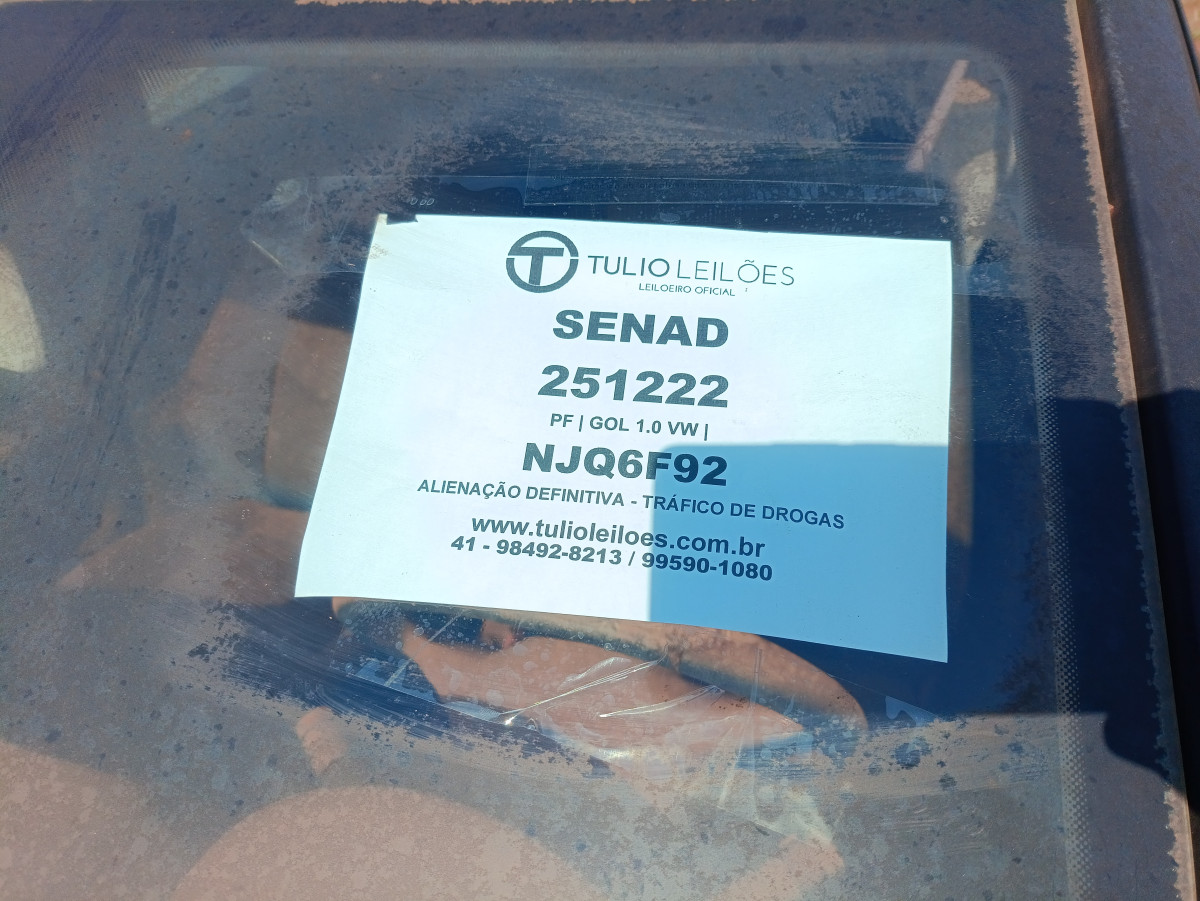 TULIO LEILÕES
LEILOEIRO OFICIAL
SENAD
251222
PF | GOL 1.0 VW |
NJQ6F92
ALIENAÇÃO DEFINITIVA - TRÁFICO DE DROGAS
www.tulioleiloes.com.br
41 - 98492-8213 / 99590-1080